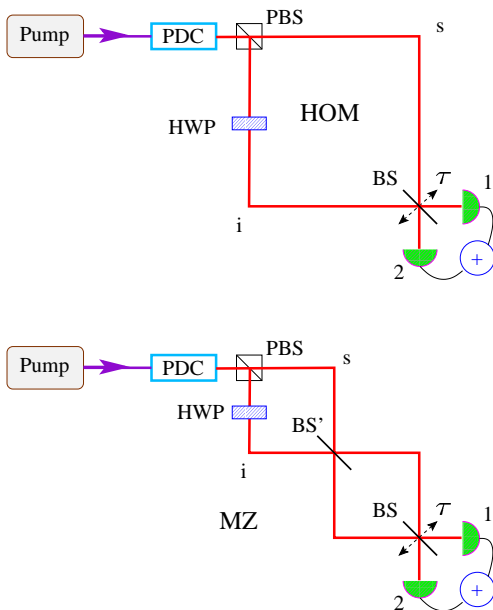 PBS
Pump
PDC
s
HWP
HOM
BS
τ
1
i
2
+
PBS
Pump
PDC
s
HWP
BS'
i
MZ
BS
τ
1
2
+